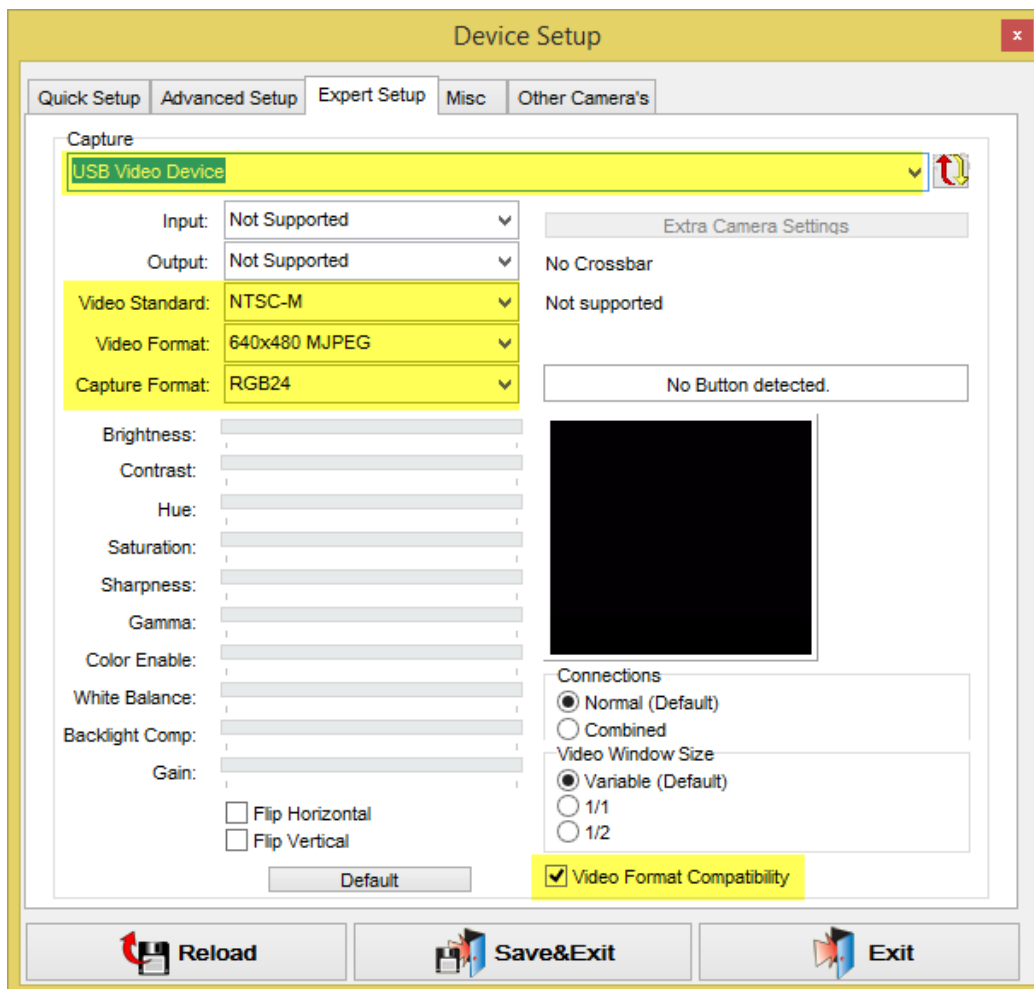 Device Setup
x
Quick Setup Advanced Setup Expert Setup Misc Other Camera's
Capture
USB Video Device
Input: Not Supported Extra Camera Settings
Output: Not Supported No Crossbar
Video Standard: NTSC-M Not supported
Video Format: 640x480 MJPEG
Capture Format: RGB24 No Button detected.
Brightness:
Contrast:
Hue:
Saturation:
Sharpness:
Gamma:
Color Enable:
White Balance:
Backlight Comp:
Gain:
Flip Horizontal
Flip Vertical
Default
Connections
Normal (Default)
Combined
Video Window Size
Variable (Default)
1/1
1/2
Video Format Compatibility
Reload Save&Exit Exit